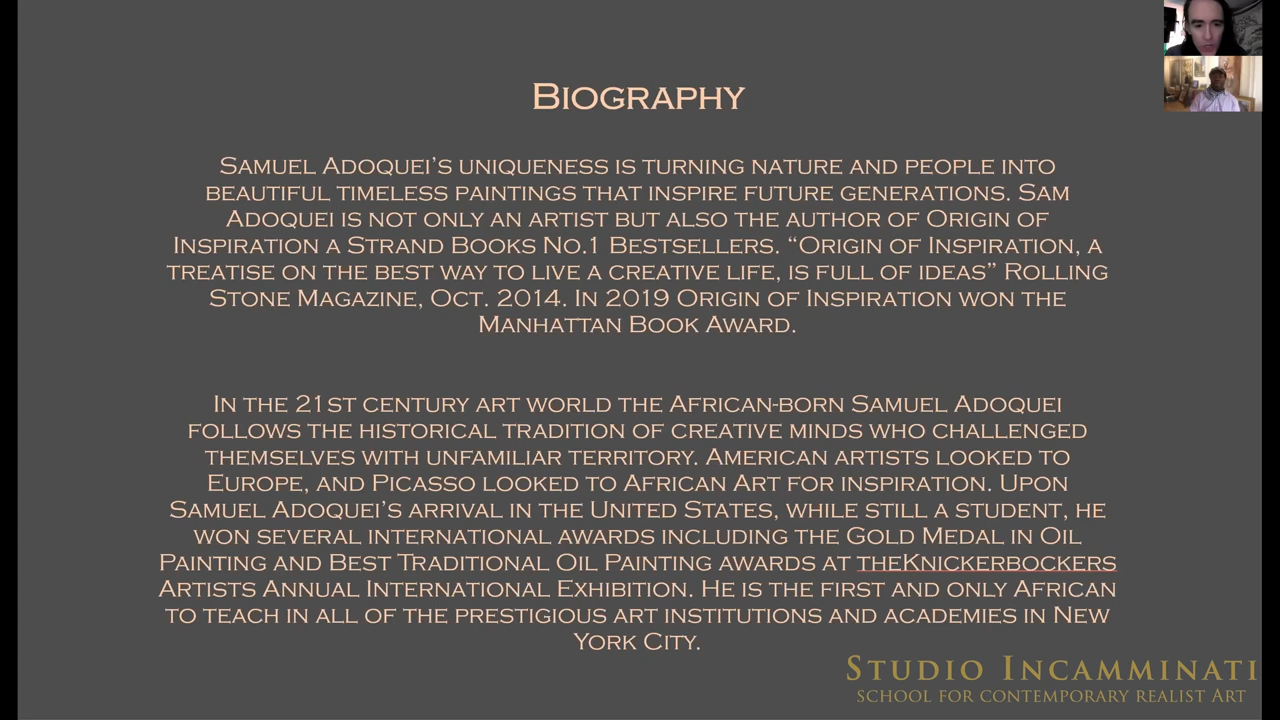 Biography
Samuel Adoquei's uniqueness is turning nature and people into
beautiful timeless paintings that inspire future generations. Sam
Adoquei is not only an artist but also the author of Origin of
Inspiration a Strand Books No.1 Bestsellers. “Origin of Inspiration, a
treatise on the best way to live a creative life, is full of ideas” Rolling
Stone Magazine, Oct. 2014. In 2019 Origin of Inspiration won the
Manhattan Book Award.
In the 21st century art world the African-born Samuel Adoquei
follows the historical tradition of creative minds who challenged
themselves with unfamiliar territory. American artists looked to
Europe, and Picasso looked to African Art for inspiration. Upon
Samuel Adoquei's arrival in the United States, while still a student, he
won several international awards including the Gold Medal in Oil
Painting and Best Traditional Oil Painting awards at theKnickerbockers
Artists Annual International Exhibition. He is the first and only African
to teach in all of the prestigious art institutions and academies in New
York City.
Studio Incamminati
School for Contemporary Realist Art